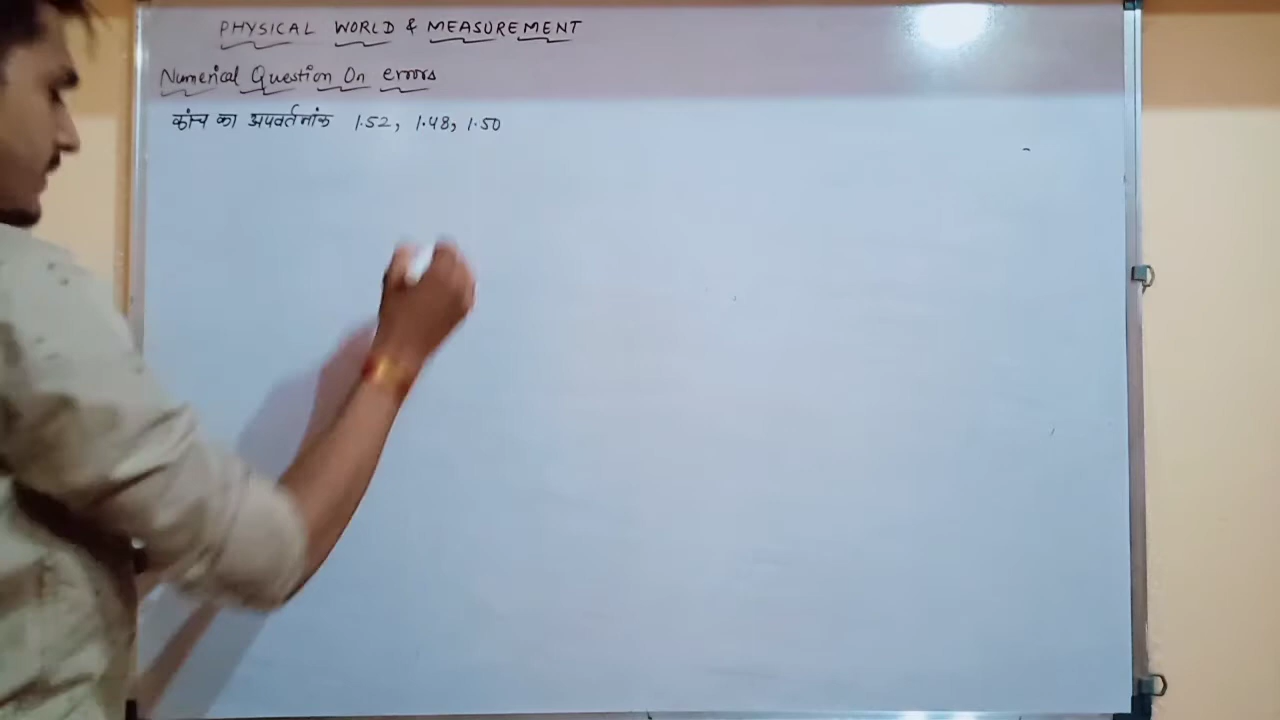 PHYSICAL WORLD & MEASUREMENT
Numerical Question On errors
कांच का अपवर्तनांक 1.52, 1.48, 1.50